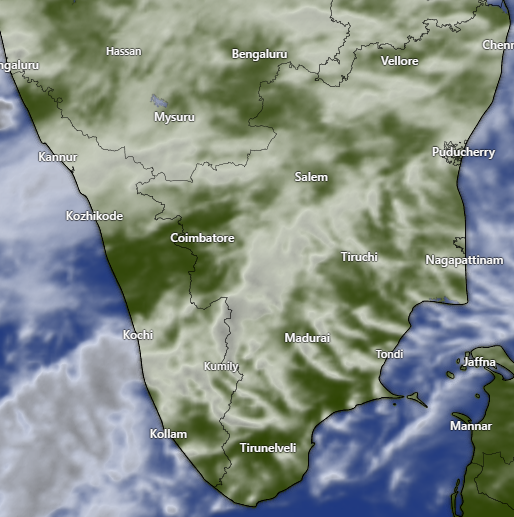 Hassan
Bengaluru
Chenn
Vellore
ngaluru
Mysuru
Kannur
Puducherry
Salem
Kozhikode
Coimbatore
Tiruchi
Nagapattinam
Kochi
Madurai
Tondi
Jaffna
Kumily
Mannar
Kollam
Tirunelveli